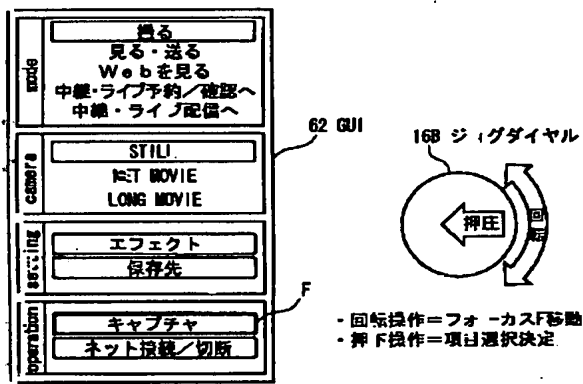 mode
撮る
見る・送る
Webを見る
中継・ライブ予約/確認へ
中継・ライブ配信へ
camera
STILL
NET MOVIE
LONG MOVIE
setting
エフェクト
保存先
operation
キャプチャ
ネット接続/切断
62 GUI
F
16B ジョグダイヤル
押圧
回転
・回転操作=フォーカスF移動
・押下操作=項目選択決定